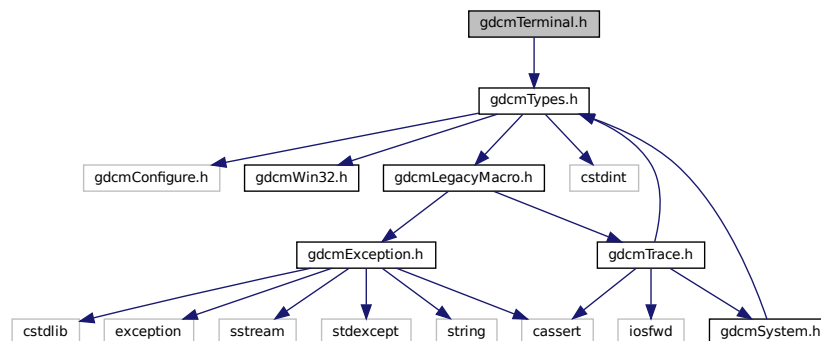 gdcmTerminal.h
gdcmTypes.h
gdcmConfigure.h
gdcmWin32.h
gdcmLegacyMacro.h
cstdint
gdcmException.h
gdcmTrace.h
cstdlib
exception
sstream
stdexcept
string
cassert
iosfwd
gdcmSystem.h